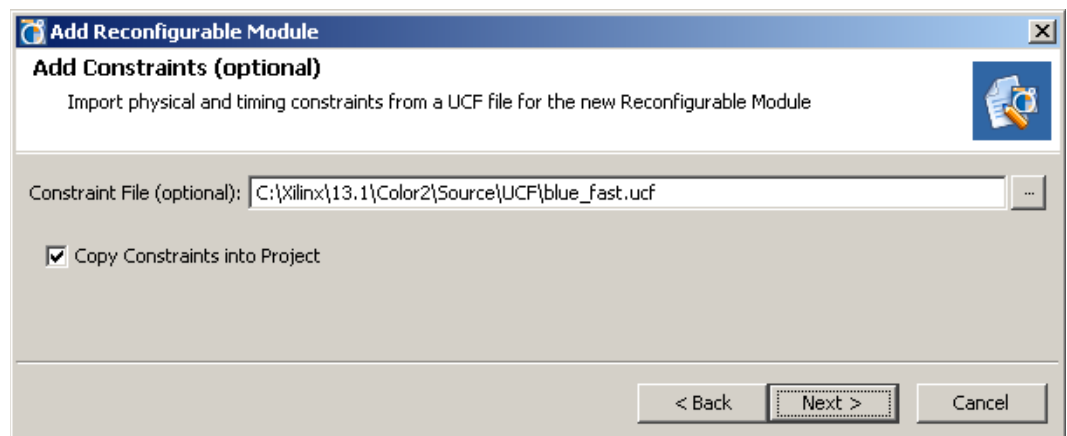 Add Reconfigurable Module
Add Constraints (optional)
Import physical and timing constraints from a UCF file for the new Reconfigurable Module
Constraint File (optional): C:\Xilinx\13.1\Color2\Source\UCF\blue_fast.ucf ...
Copy Constraints into Project
< Back Next > Cancel